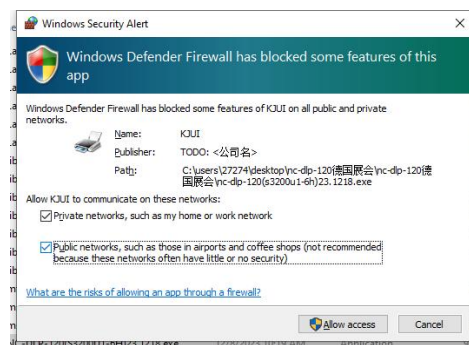 Windows Security Alert
Windows Defender Firewall has blocked some features of this
app
Windows Defender Firewall has blocked some features of KJUI on all public and private
networks.
Name: KJUI
Publisher: TODO: <公司名>
Path: C:\users\27274\desktop\nc-dlp-120德国展会\nc-dlp-120德
国展会\nc-dlp-120(s3200u1-6h)23.1218.exe
Allow KJUI to communicate on these networks:
Private networks, such as my home or work network
Public networks, such as those in airports and coffee shops (not recommended
because these networks often have little or no security)
What are the risks of allowing an app through a firewall?
Allow access Cancel